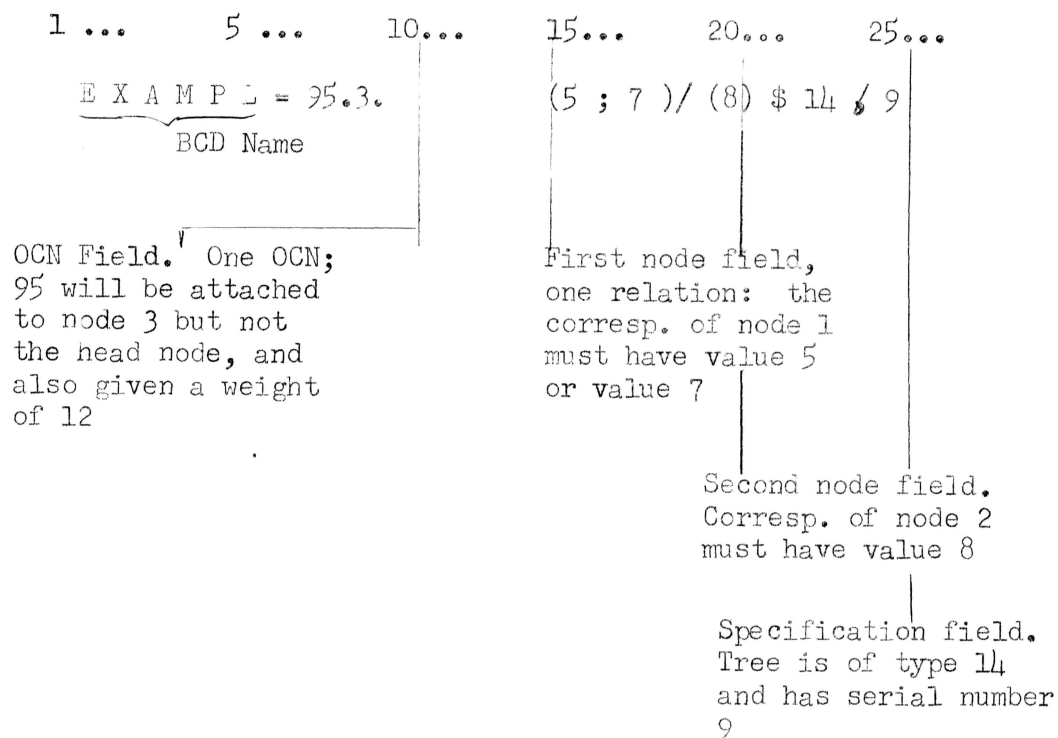 1 ... 5 ... 10... 15... 20... 25...
E X A M P L = 95.3. (5 ; 7 )/ (8) $ 14 / 9
BCD Name
OCN Field. One OCN;
95 will be attached
to node 3 but not
the head node, and
also given a weight
of 12
First node field,
one relation: the
corresp. of node 1
must have value 5
or value 7
Second node field.
Corresp. of node 2
must have value 8
Specification field.
Tree is of type 14
and has serial number
9